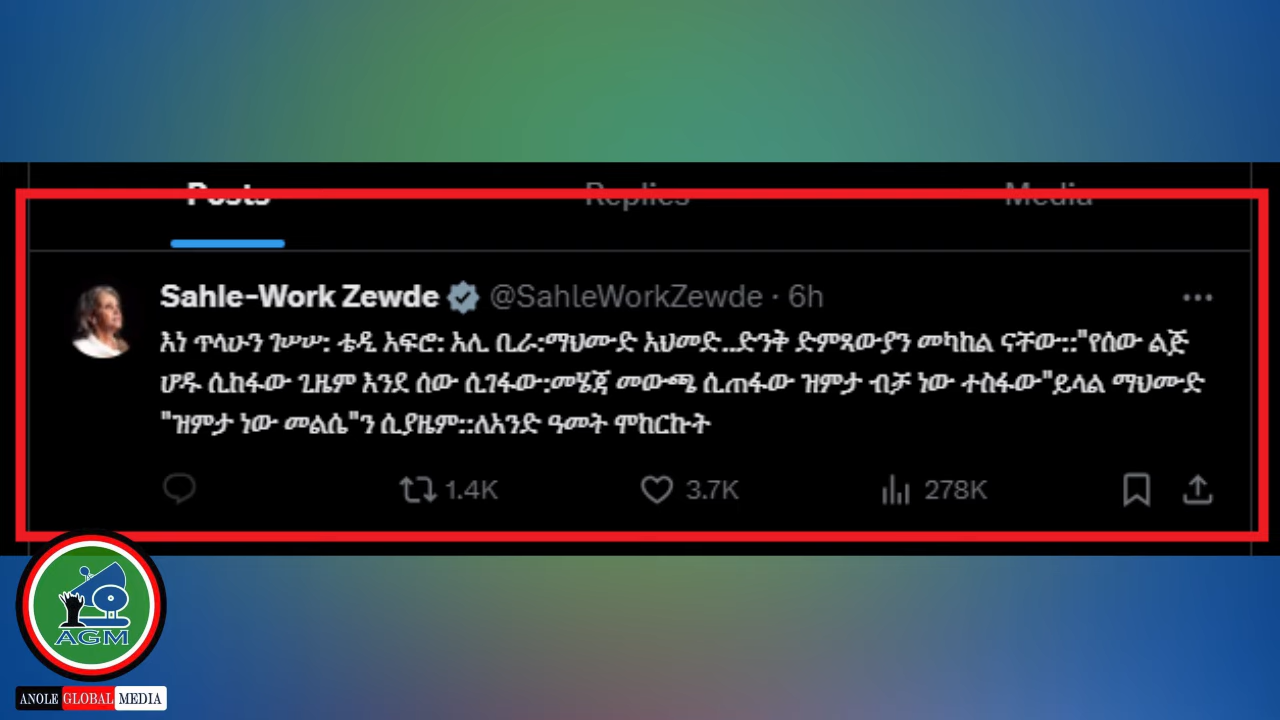 Posts Replies Media
Sahle-Work Zewde @SahleWorkZewde · 6h
እነ ጥላሁን ገሠሠ: ቴዲ አፍሮ: አሊ ቢራ:ማህሙድ አህመድ..ድንቅ ድምጻውያን መካከል ናቸው::"የሰው ልጅ
ሆዱ ሲከፋው ጊዜም እንደ ሰው ሲገፋው:መሄጃ መውጫ ሲጠፋው ዝምታ ብቻ ነው ተስፋው"ይላል ማህሙድ
"ዝምታ ነው መልሴ"ን ሲያዜም::ለአንድ ዓመት ሞከርኩት
1.4K 3.7K 278K
AGM
ANOLE GLOBAL MEDIA